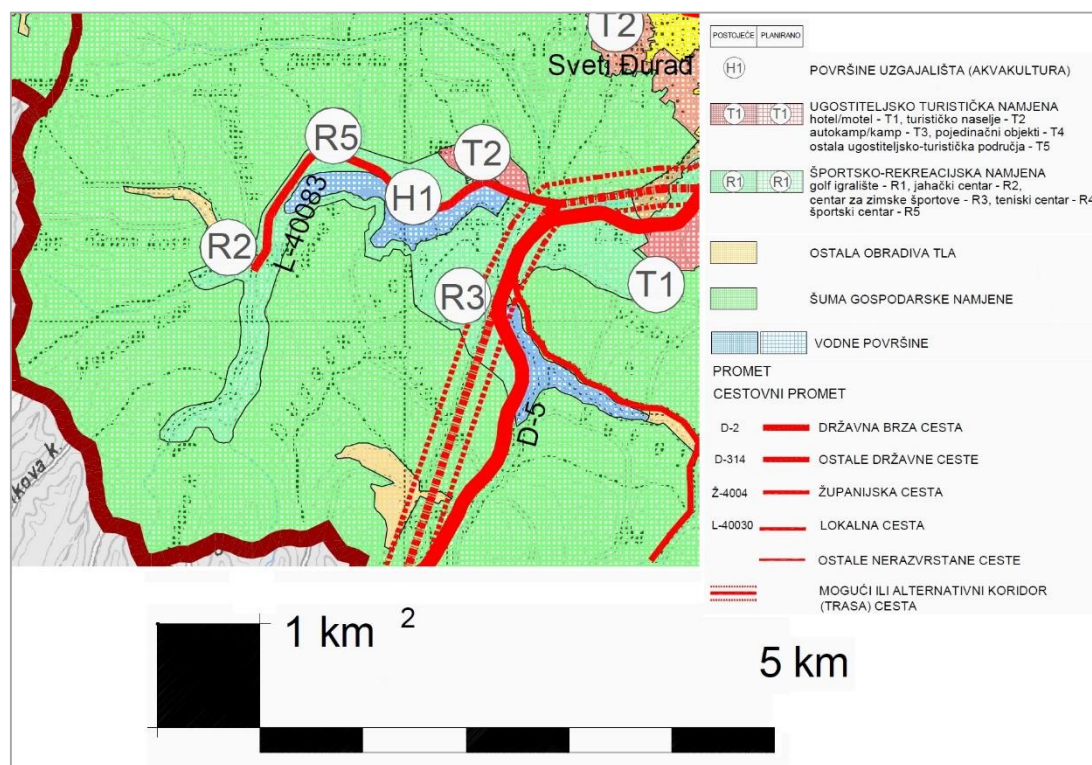 T2
Sveti Đurađ
R5
T2
H1
R2
L-40083
R3
T1
D-5
kova k.
POSTOJEĆE PLANIRANO
H1 POVRŠINE UZGAJALIŠTA (AKVAKULTURA)
T1 T1 UGOSTITELJSKO TURISTIČKA NAMJENA
hotel/motel - T1, turističko naselje - T2
autokamp/kamp - T3, pojedinačni objekti - T4
ostala ugostiteljsko-turistička područja - T5
R1 R1 ŠPORTSKO-REKREACIJSKA NAMJENA
golf igralište - R1, jahački centar - R2,
centar za zimske športove - R3, teniski centar - R4
športski centar - R5
OSTALA OBRADIVA TLA
ŠUMA GOSPODARSKE NAMJENE
VODNE POVRŠINE
PROMET
CESTOVNI PROMET
D-2 DRŽAVNA BRZA CESTA
D-314 OSTALE DRŽAVNE CESTE
Ž-4004 ŽUPANIJSKA CESTA
L-40030 LOKALNA CESTA
OSTALE NERAZVRSTANE CESTE
MOGUĆI ILI ALTERNATIVNI KORIDOR
(TRASA) CESTA
1 km 2
5 km